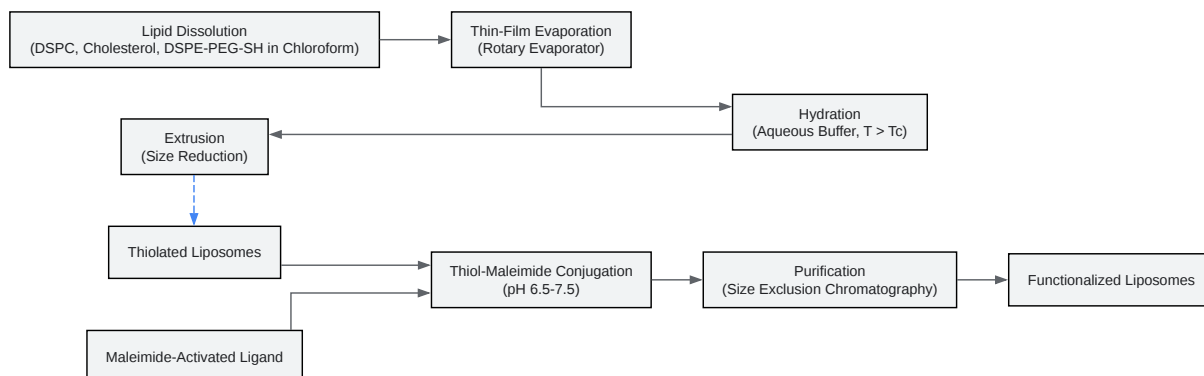 Lipid Dissolution
(DSPC, Cholesterol, DSPE-PEG-SH in Chloroform)
Thin-Film Evaporation
(Rotary Evaporator)
Hydration
(Aqueous Buffer, T > Tc)
Extrusion
(Size Reduction)
Thiolated Liposomes
Thiol-Maleimide Conjugation
(pH 6.5-7.5)
Purification
(Size Exclusion Chromatography)
Functionalized Liposomes
Maleimide-Activated Ligand